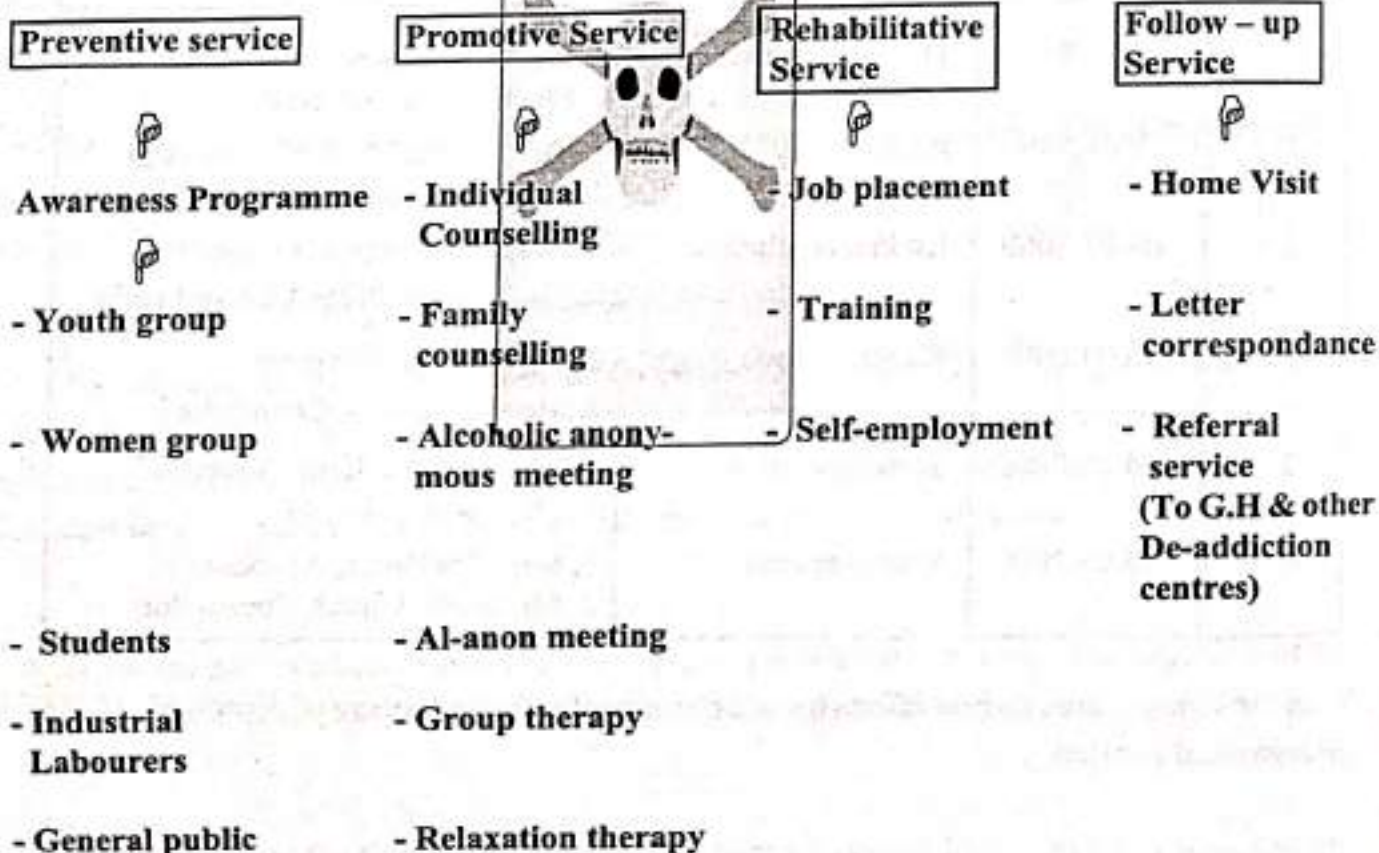 Preventive service
Awareness Programme
- Youth group
- Women group
- Students
- Industrial
Labourers
- General public
Promotive Service
- Individual
Counselling
- Family
counselling
- Alcoholic anony-
mous meeting
- Al-anon meeting
- Group therapy
- Relaxation therapy
Rehabilitative
Service
- Job placement
- Training
- Self-employment
Follow – up
Service
- Home Visit
- Letter
correspondance
- Referral
service
(To G.H & other
De-addiction
centres)